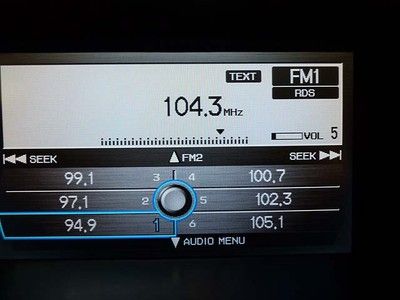 TEXT FM1
RDS
104.3MHz
VOL 5
SEEK FM2 SEEK
99.1 3 4 100.7
97.1 2 5 102.3
94.9 1 6 105.1
AUDIO MENU